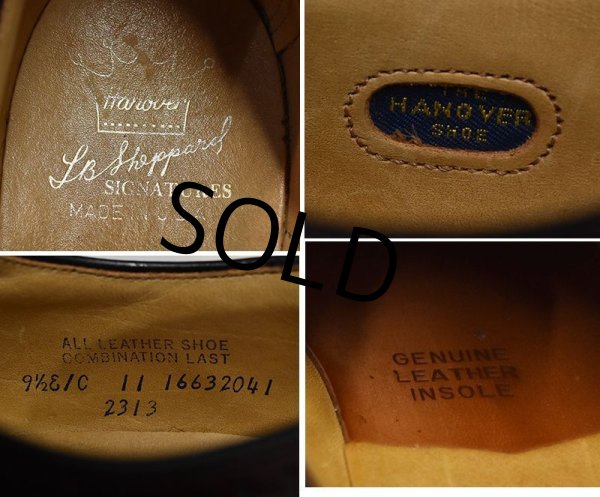 Hanover
LB Sheppard
SIGNATURES
MADE IN U.S.A.
THE
HANOVER
SHOE
SOLD
ALL LEATHER SHOE
COMBINATION LAST
9½E/C 11 16632041
2313
GENUINE
LEATHER
INSOLE